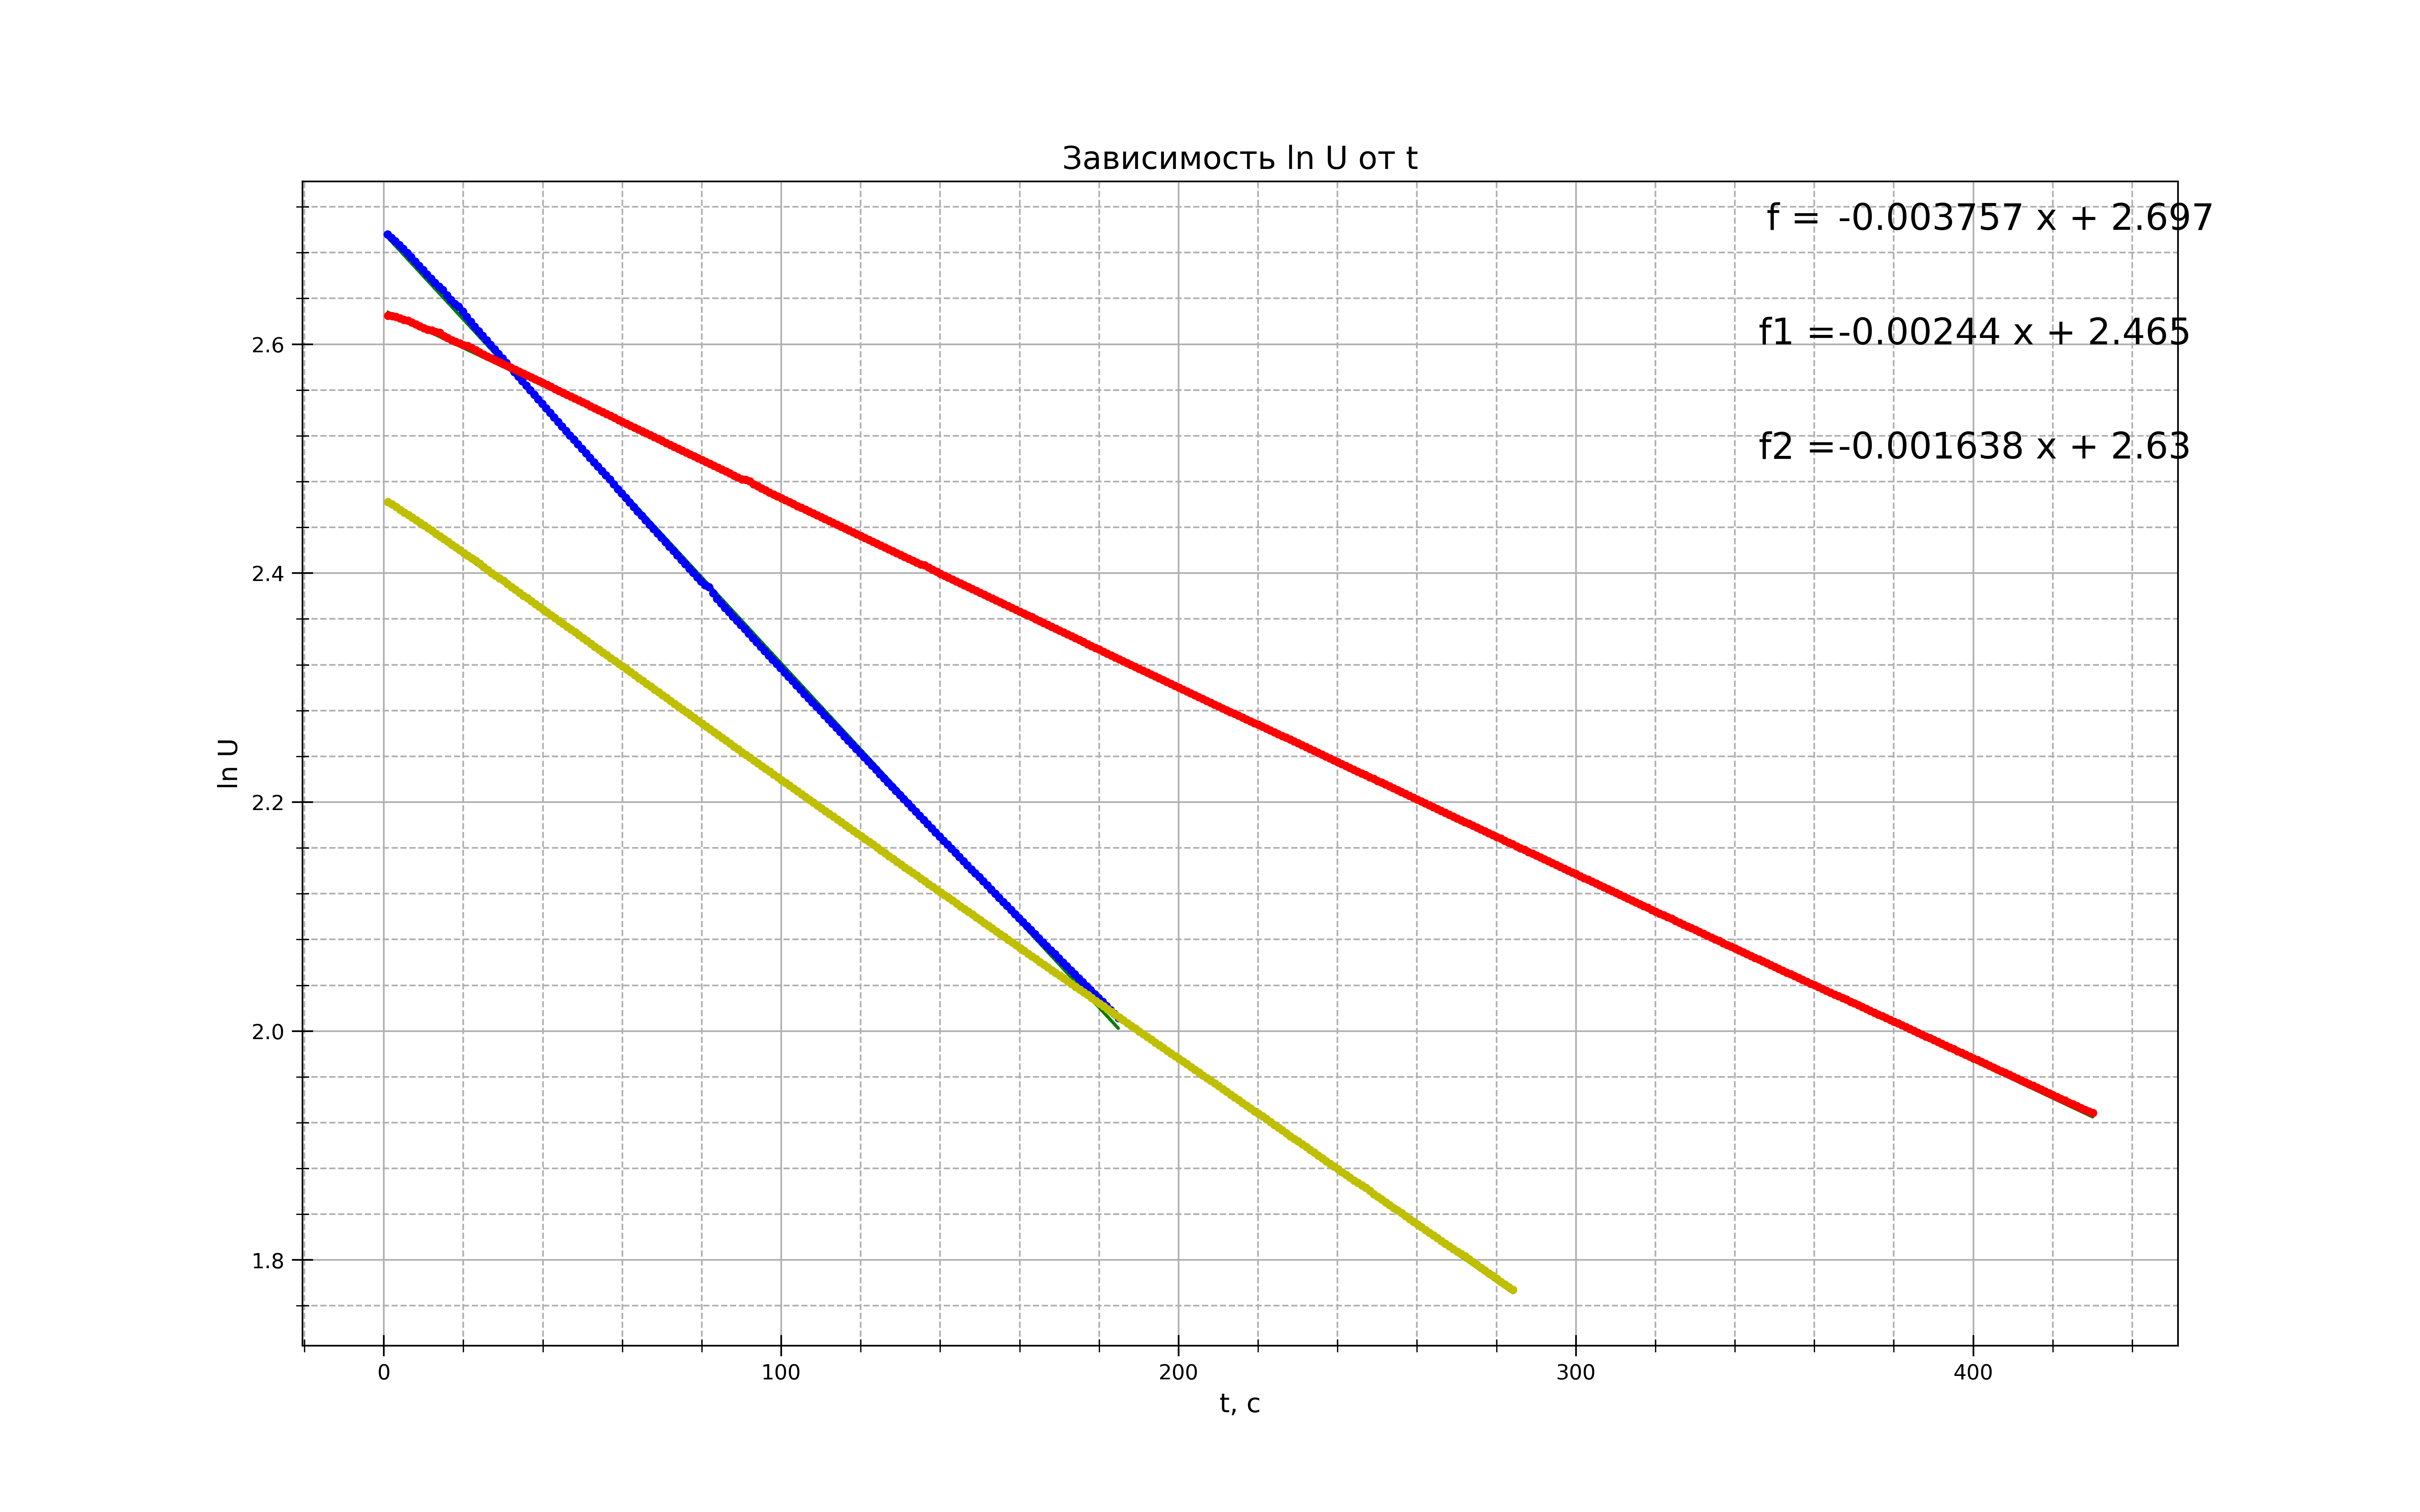 Зависимость ln U от t
f = -0.003757 x + 2.697
f1 =-0.00244 x + 2.465
f2 =-0.001638 x + 2.63
ln U
2.6
2.4
2.2
2.0
1.8
0 100 200 300 400
t, с